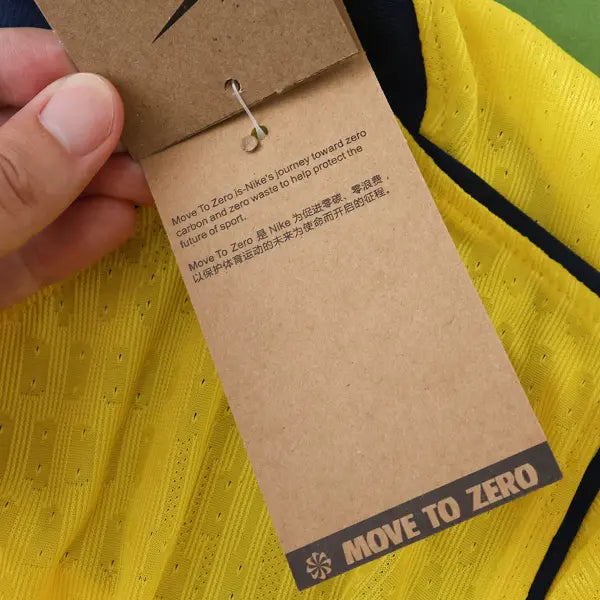 Move To Zero is-Nike's journey toward zero
carbon and zero waste to help protect the
future of sport.
Move To Zero 是 Nike 为促进零碳、零浪费，
以保护体育运动的未来为使命而开启的征程。
MOVE TO ZERO